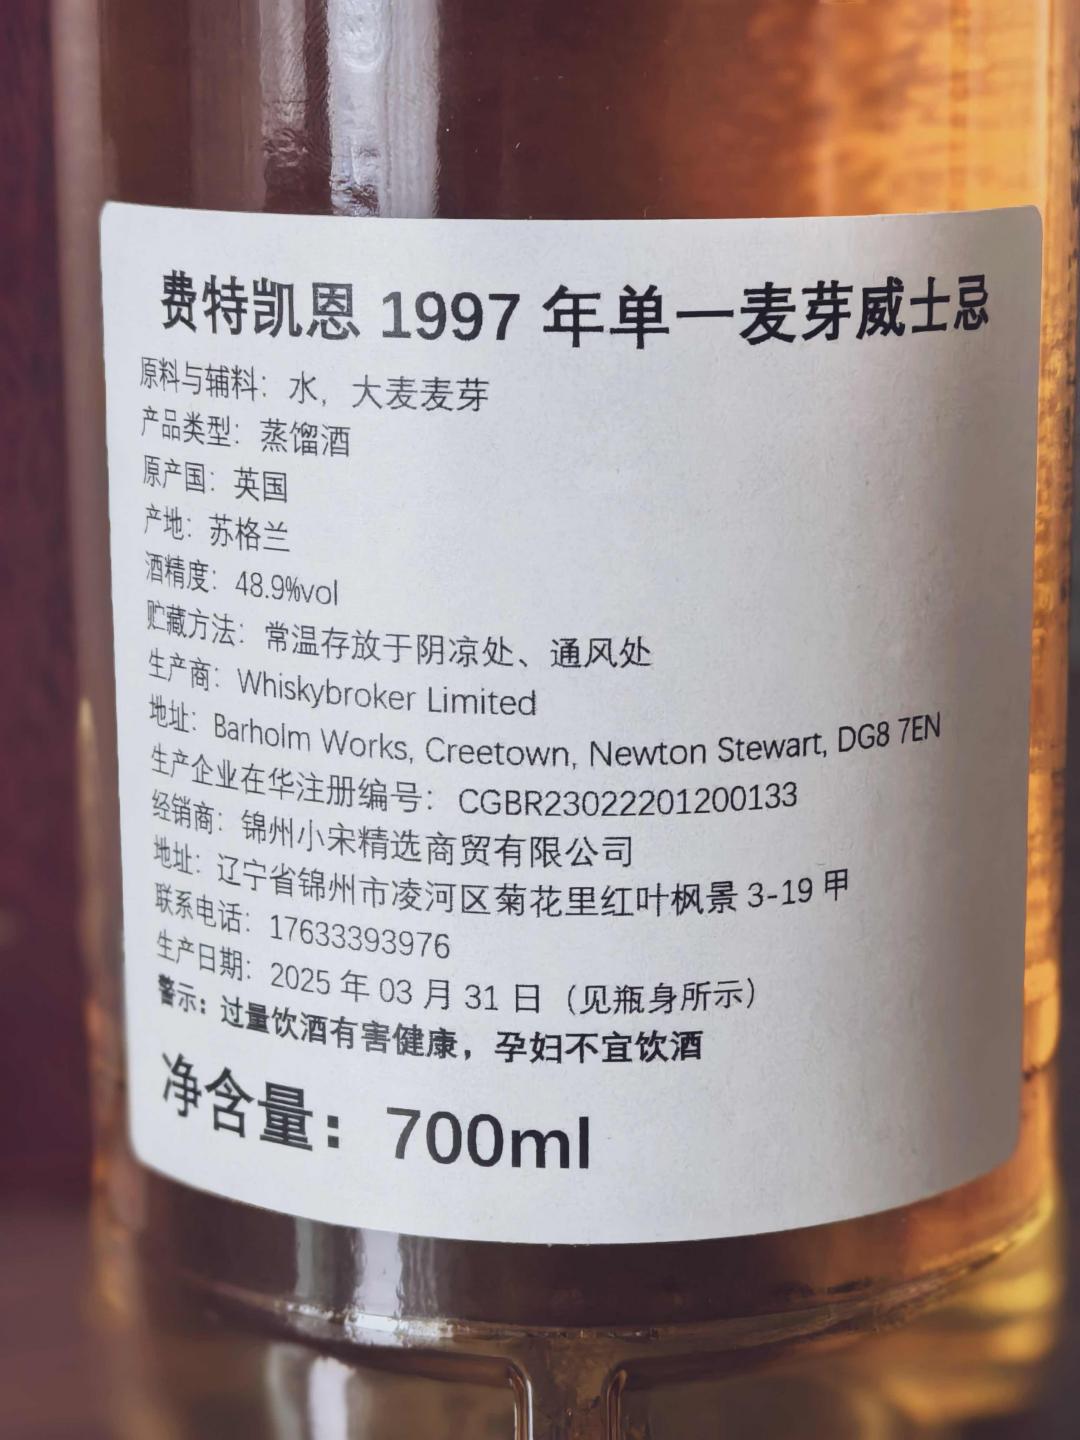 费特凯恩 1997 年单一麦芽威士忌
原料与辅料：水，大麦麦芽
产品类型：蒸馏酒
原产国：英国
产地：苏格兰
酒精度：48.9%vol
贮藏方法：常温存放于阴凉处、通风处
生产商：Whiskybroker Limited
地址：Barholm Works, Creetown, Newton Stewart, DG8 7EN
生产企业在华注册编号：CGBR23022201200133
经销商：锦州小宋精选商贸有限公司
地址：辽宁省锦州市凌河区菊花里红叶枫景 3-19 甲
联系电话：17633393976
生产日期：2025 年 03 月 31 日（见瓶身所示）
警示：过量饮酒有害健康，孕妇不宜饮酒
净含量：700ml